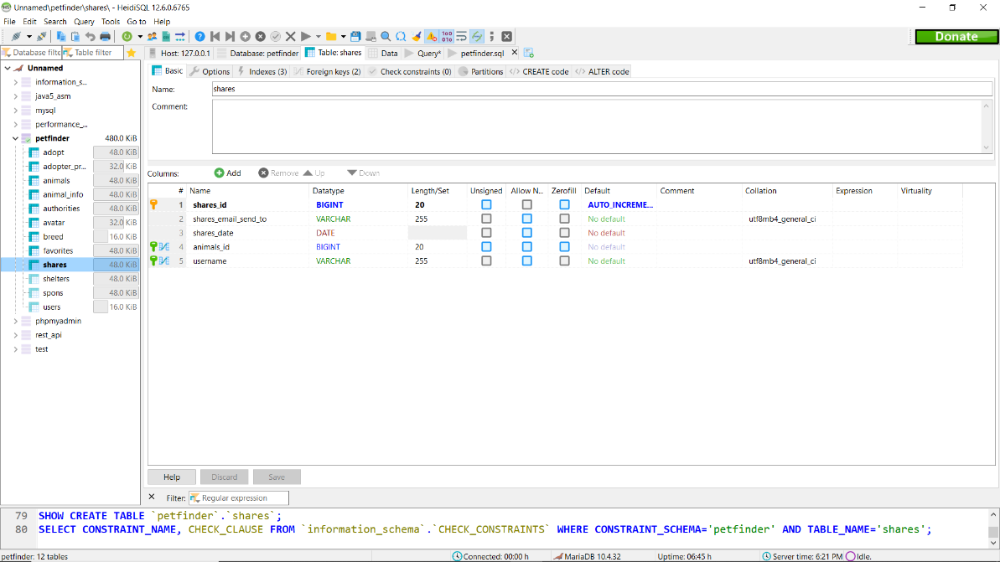 Unnamed\petfinder\shares\ - HeidiSQL 12.6.0.6765
File Edit Search Query Tools Go to Help
Donate
Database filte Table filter
Host: 127.0.0.1 Database: petfinder Table: shares Data Query* petfinder.sql
Basic Options Indexes (3) Foreign keys (2) Check constraints (0) Partitions CREATE code ALTER code
Name: shares
Comment:
Unnamed
information_s...
java5_asm
mysql
performance_...
petfinder 480.0 KiB
adopt 48.0 KiB
adopter_pr... 32.0 KiB
animals 48.0 KiB
animal_info 48.0 KiB
authorities 48.0 KiB
avatar 32.0 KiB
breed 16.0 KiB
favorites 48.0 KiB
shares 48.0 KiB
shelters 48.0 KiB
spons 48.0 KiB
users 16.0 KiB
phpmyadmin
rest_api
test
Columns: Add Remove Up Down
# Name Datatype Length/Set Unsigned Allow N... Zerofill Default Comment Collation Expression Virtuality
1 shares_id BIGINT 20 AUTO_INCREME...
2 shares_email_send_to VARCHAR 255 No default utf8mb4_general_ci
3 shares_date DATE No default
4 animals_id BIGINT 20 No default
5 username VARCHAR 255 No default utf8mb4_general_ci
Help Discard Save
Filter: Regular expression
79 SHOW CREATE TABLE `petfinder`.`shares`;
80 SELECT CONSTRAINT_NAME, CHECK_CLAUSE FROM `information_schema`.`CHECK_CONSTRAINTS` WHERE CONSTRAINT_SCHEMA='petfinder' AND TABLE_NAME='shares';
petfinder: 12 tables Connected: 00:00 h MariaDB 10.4.32 Uptime: 06:45 h Server time: 6:21 PM Idle.